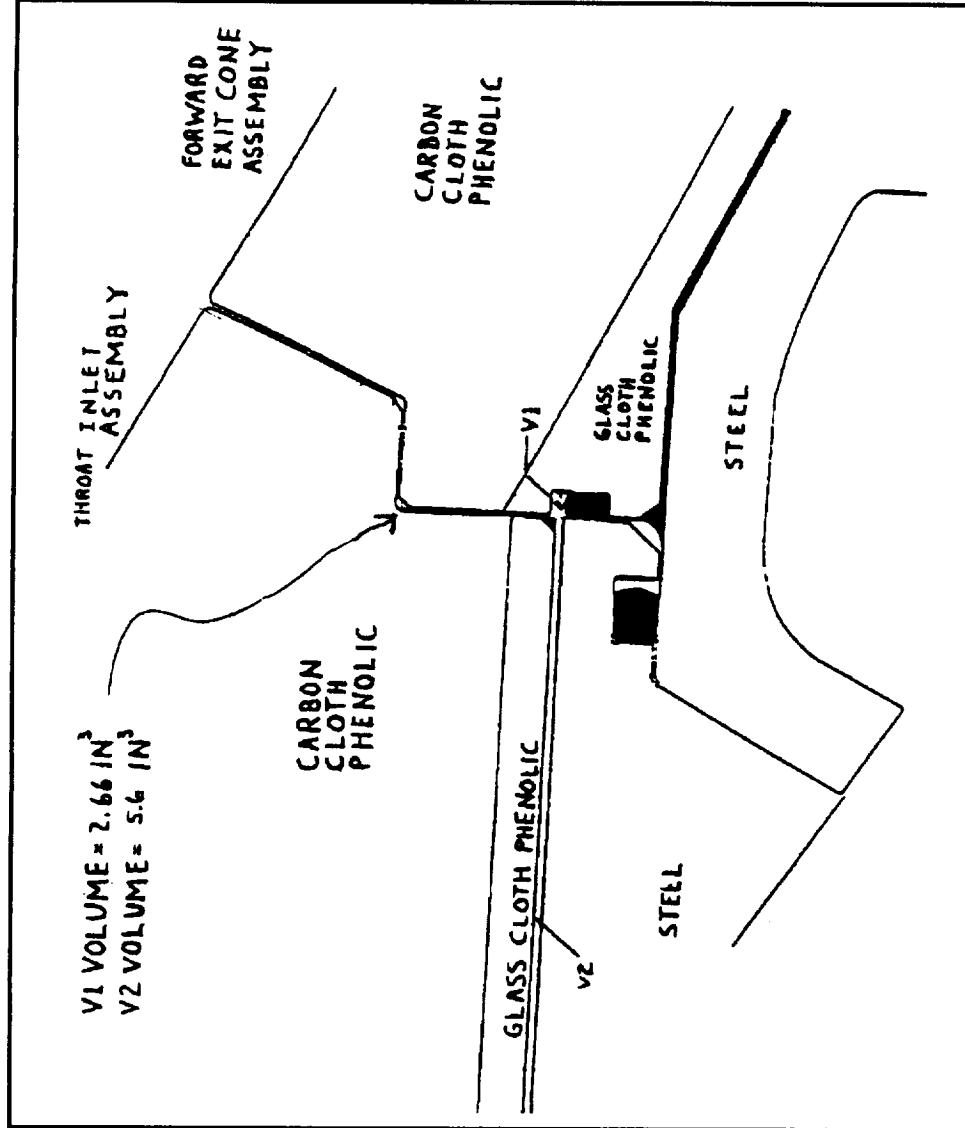 V1 VOLUME = 2.66 IN³
V2 VOLUME = 5.6 IN³
THROAT INLET
ASSEMBLY
FORWARD
EXIT CONE
ASSEMBLY
CARBON
CLOTH
PHENOLIC
CARBON
CLOTH
PHENOLIC
GLASS CLOTH PHENOLIC
V2
V1
GLASS
CLOTH
PHENOLIC
STEEL
STEEL